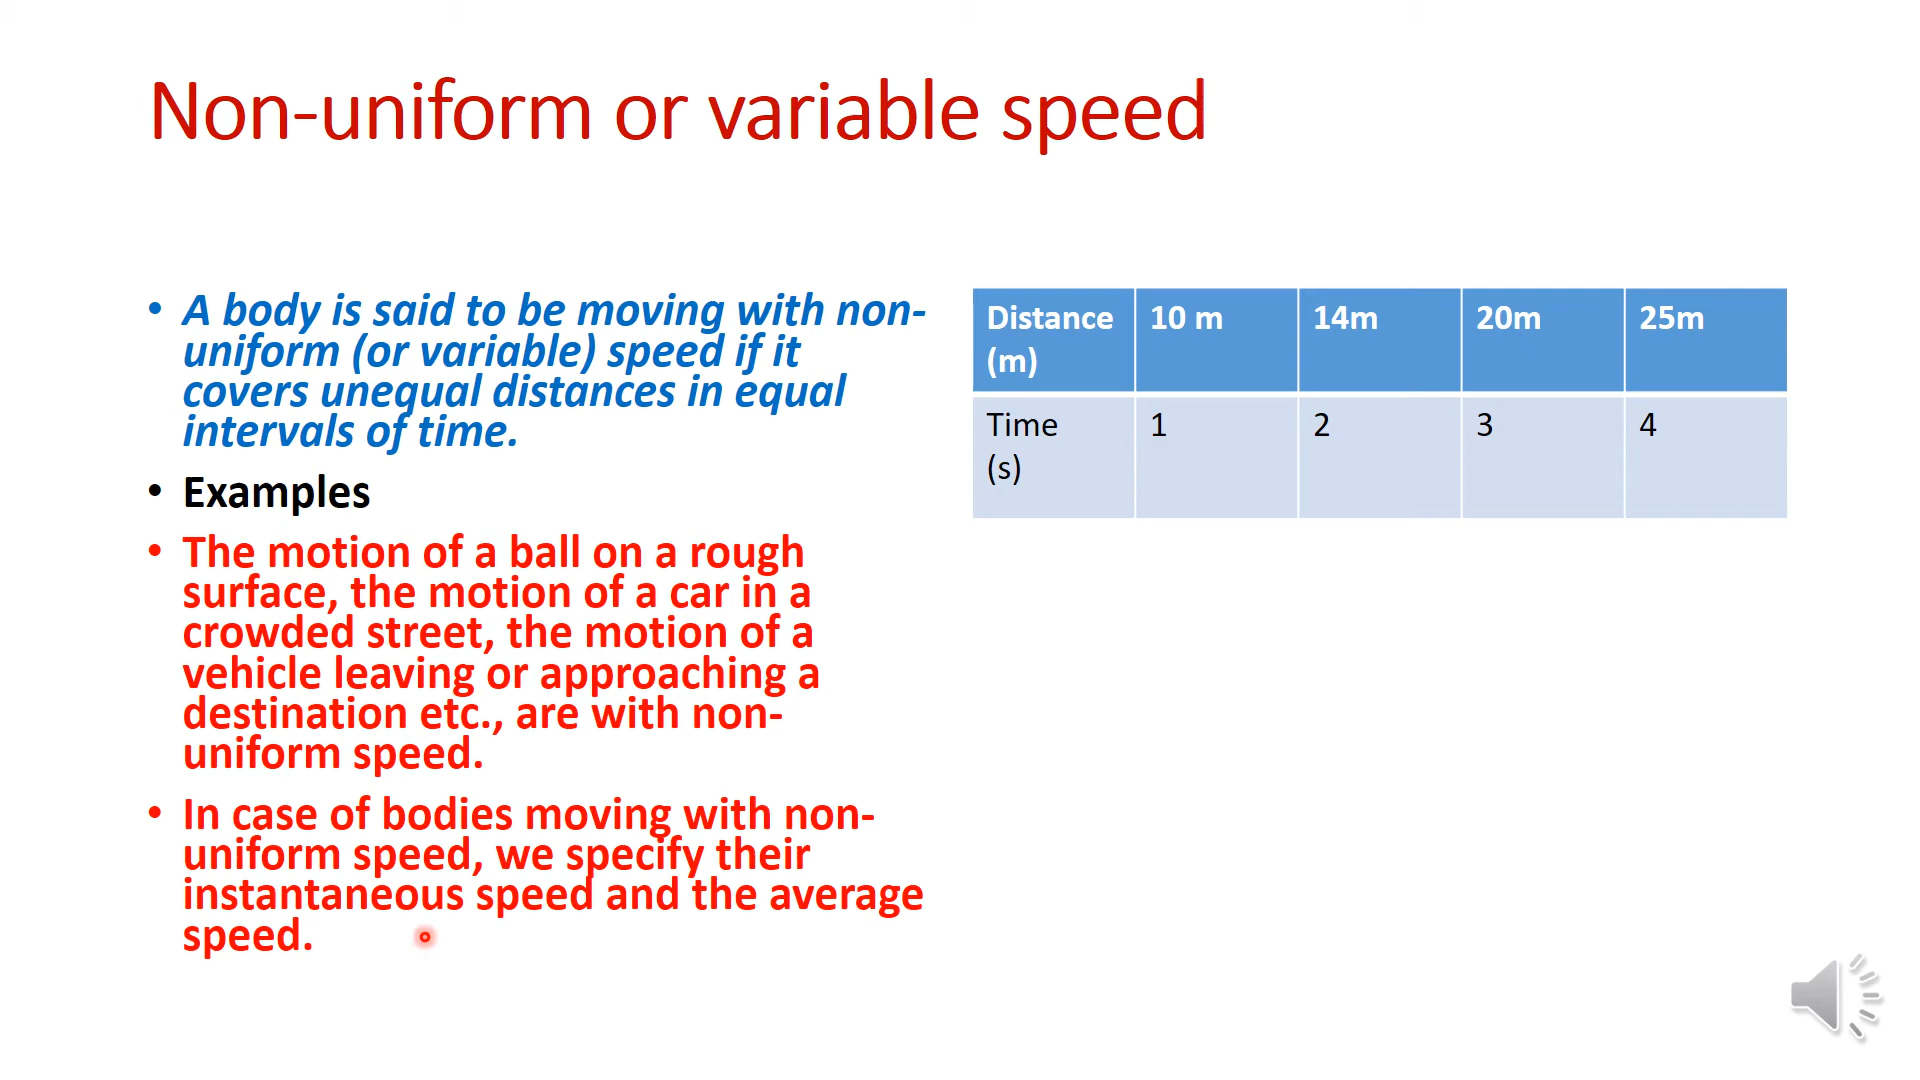 Non-uniform or variable speed
• A body is said to be moving with non-
uniform (or variable) speed if it
covers unequal distances in equal
intervals of time.
• Examples
• The motion of a ball on a rough
surface, the motion of a car in a
crowded street, the motion of a
vehicle leaving or approaching a
destination etc., are with non-
uniform speed.
• In case of bodies moving with non-
uniform speed, we specify their
instantaneous speed and the average
speed.
Distance 10 m 14m 20m 25m
(m)
Time 1 2 3 4
(s)